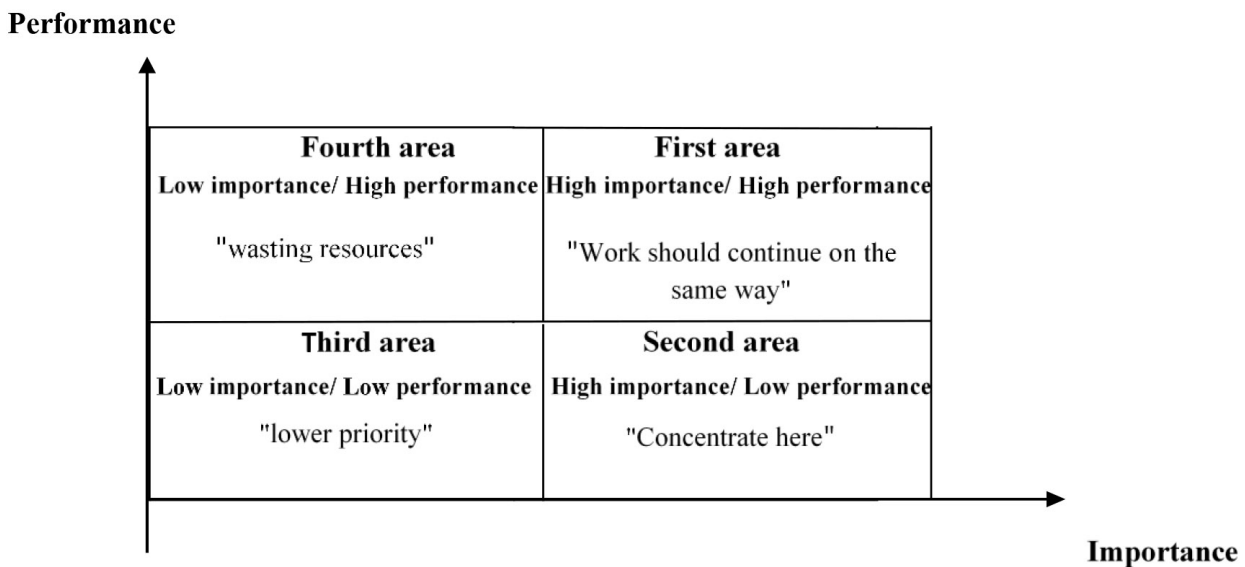 Performance
Fourth area
Low importance/ High performance
"wasting resources"
First area
High importance/ High performance
"Work should continue on the
same way"
Third area
Low importance/ Low performance
"lower priority"
Second area
High importance/ Low performance
"Concentrate here"
Importance